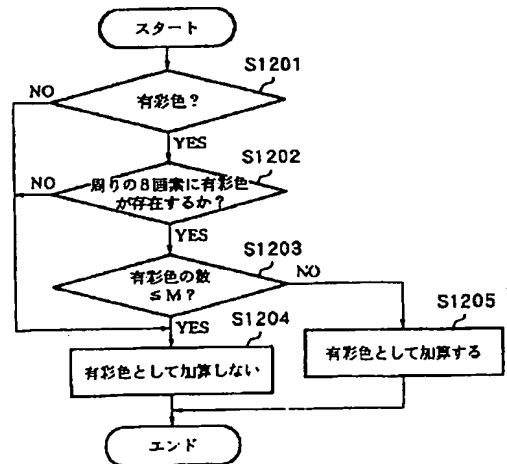 スタート
S1201
NO
有彩色?
YES
S1202
NO
周りの8画素に有彩色
が存在するか?
YES
S1203
有彩色の数
≦M?
NO
YES
S1204
S1205
有彩色として加算しない
有彩色として加算する
エンド